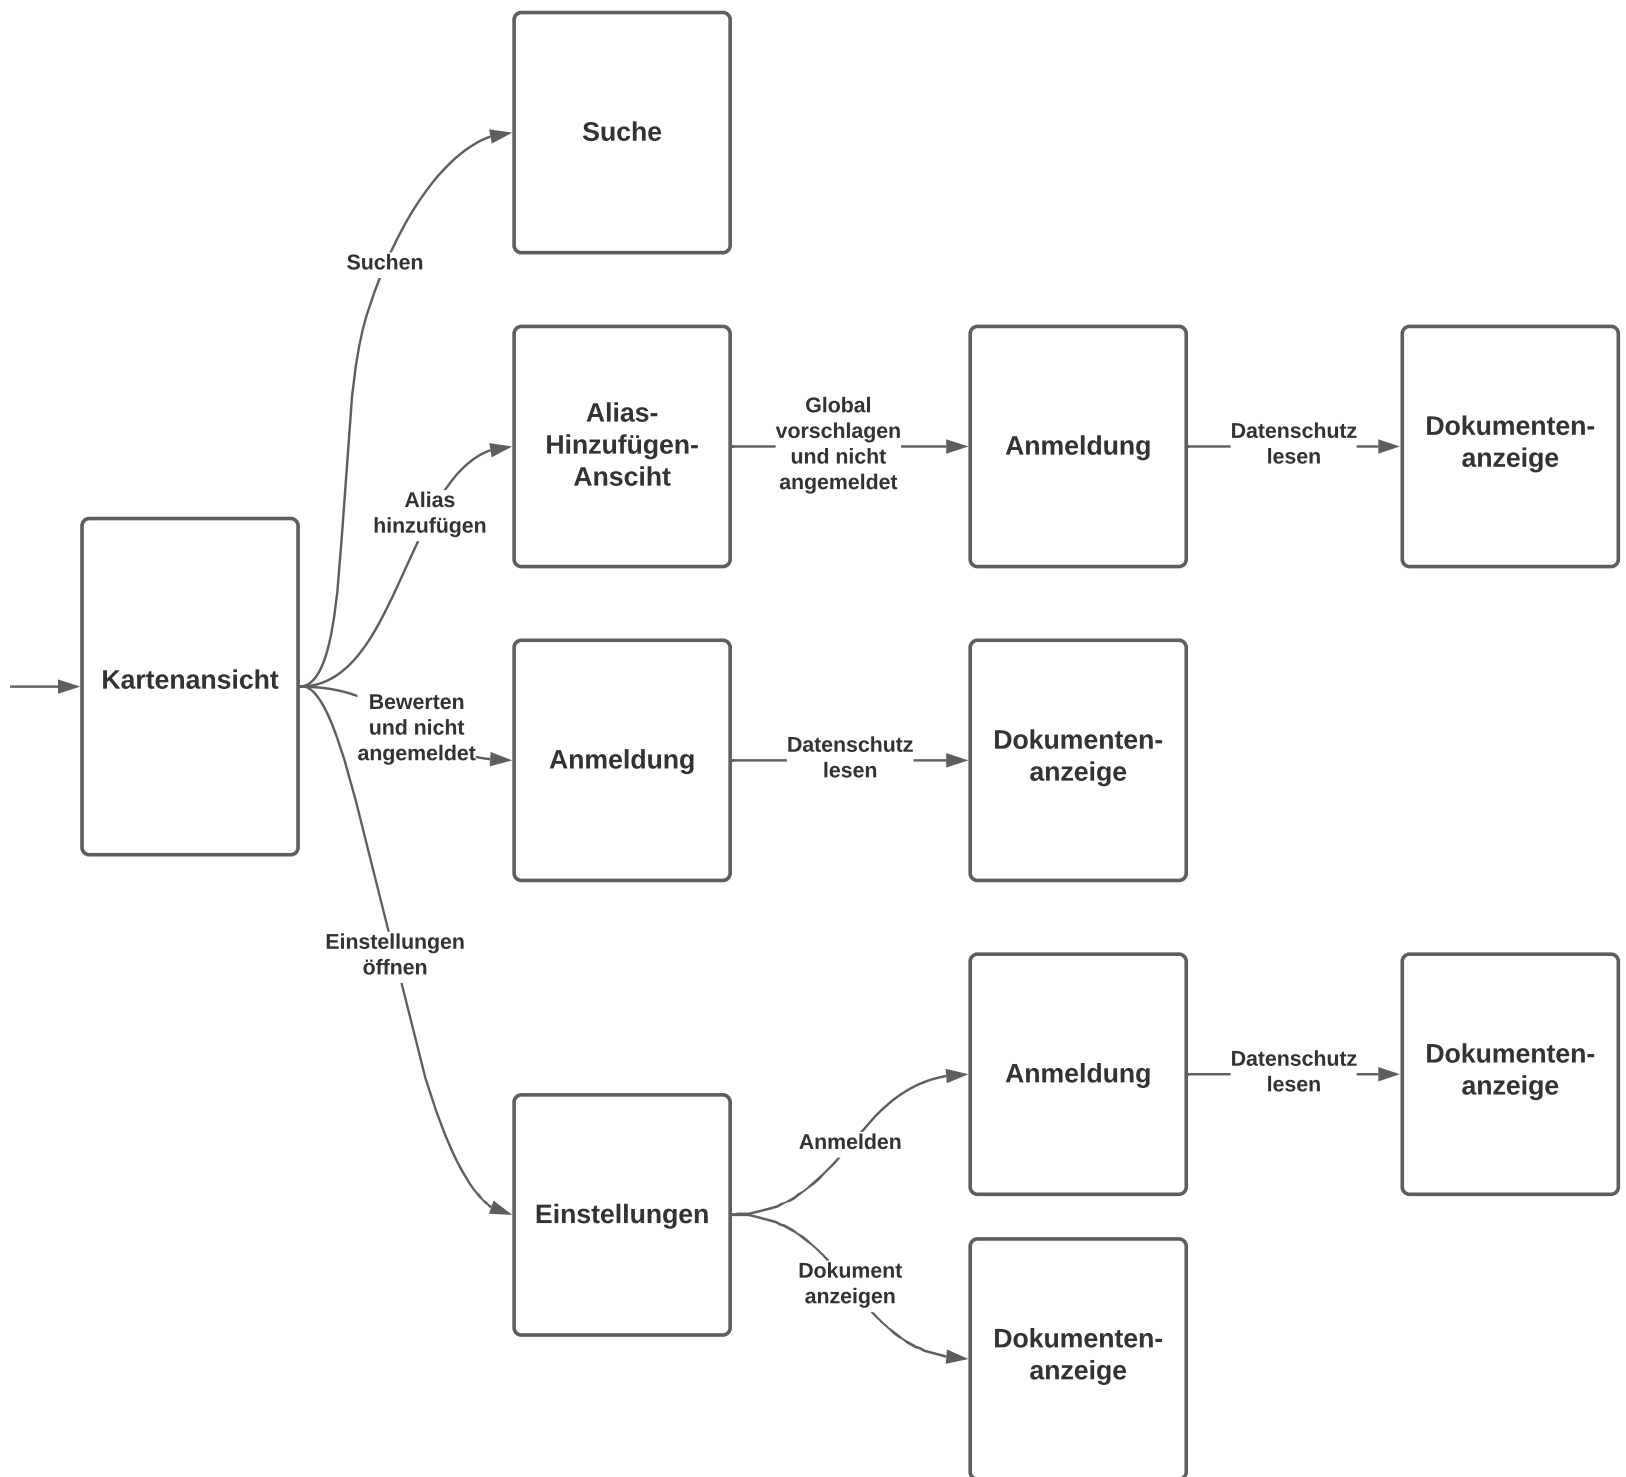 Suche
Suchen
Alias-
Hinzufügen-
Ansciht
Global
vorschlagen
und nicht
angemeldet
Anmeldung
Datenschutz
lesen
Dokumenten-
anzeige
Alias
hinzufügen
Kartenansicht
Bewerten
und nicht
angemeldet
Anmeldung
Datenschutz
lesen
Dokumenten-
anzeige
Einstellungen
öffnen
Einstellungen
Anmelden
Anmeldung
Datenschutz
lesen
Dokumenten-
anzeige
Dokument
anzeigen
Dokumenten-
anzeige